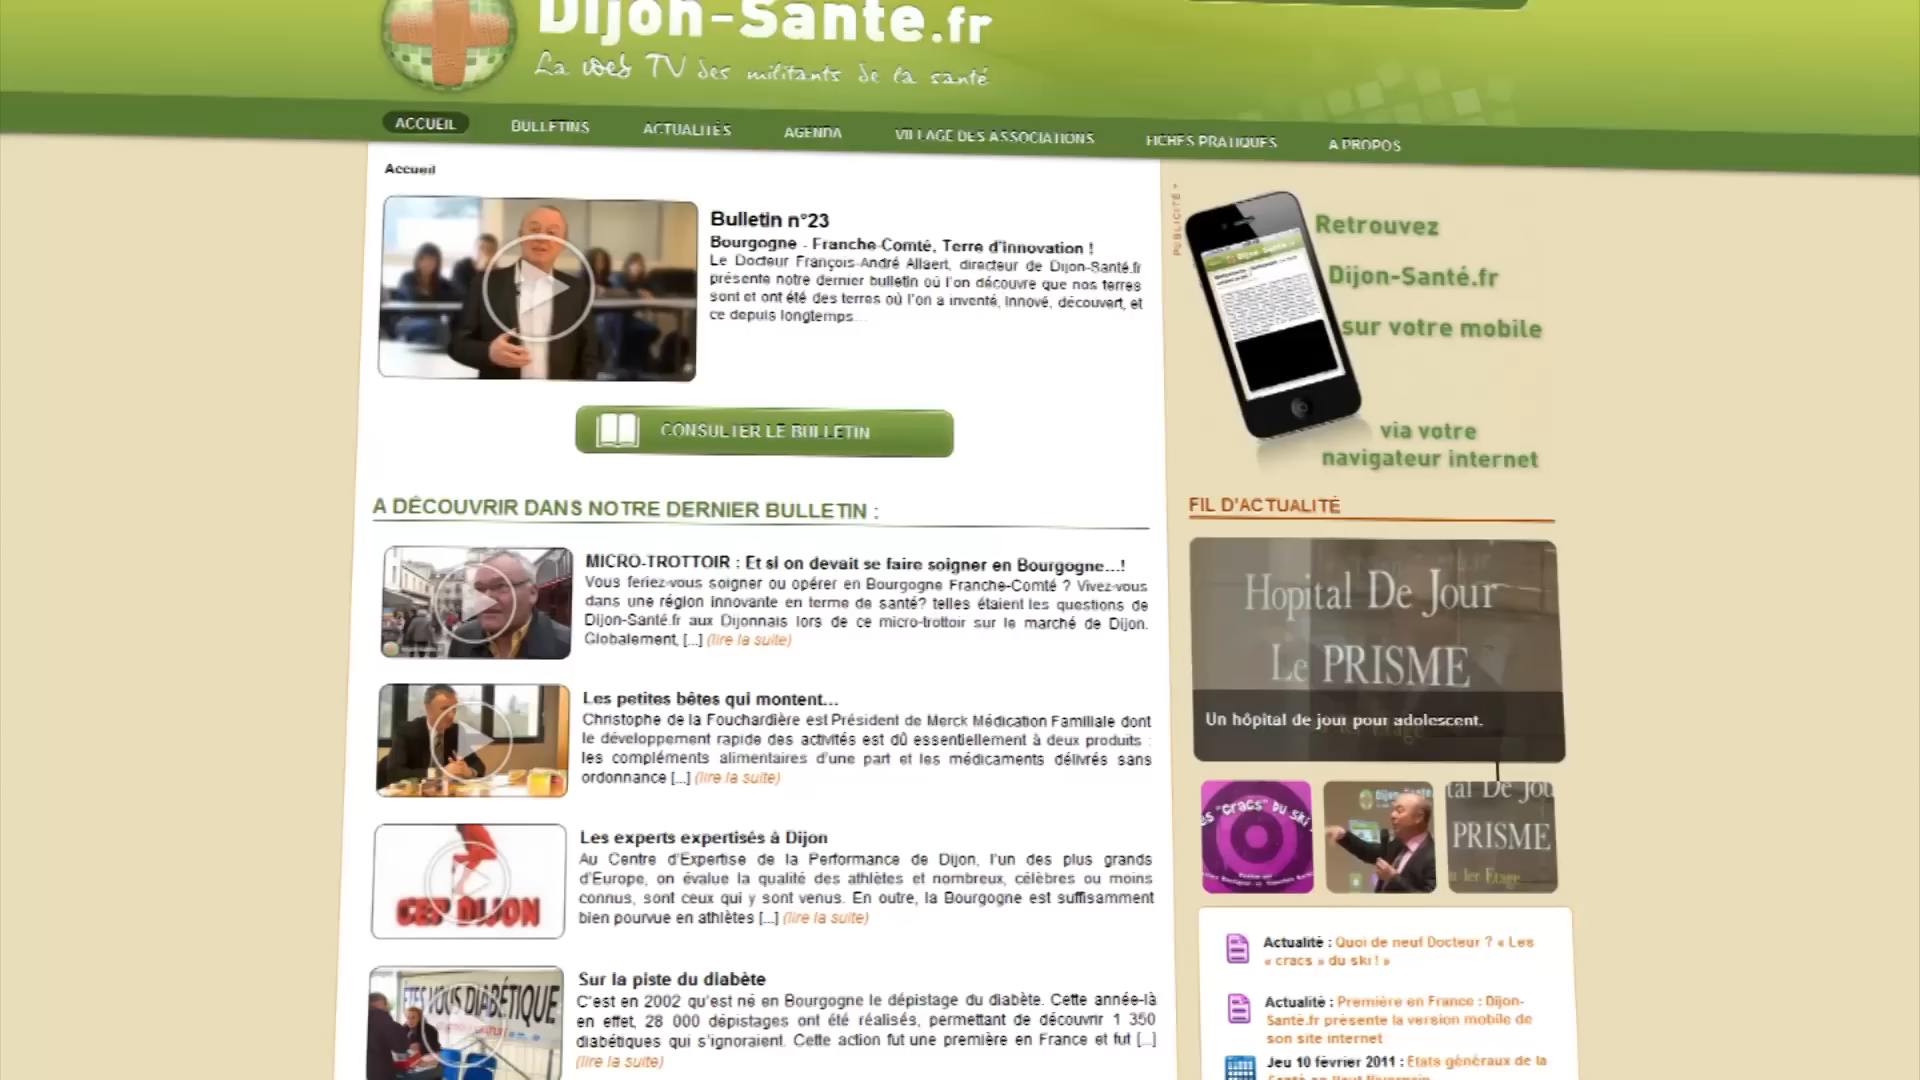 Dijon-Sante.fr
La web TV des militants de la santé
ACCUEIL BULLETINS ACTUALITÉS AGENDA VILLAGE DES ASSOCIATIONS FICHES PRATIQUES A PROPOS
Accueil
Bulletin n°23
Bourgogne - Franche-Comté, Terre d'innovation !
Le Docteur François-André Allaert, directeur de Dijon-Santé.fr
présente notre dernier bulletin où l'on découvre que nos terres
sont et ont été des terres où l'on a inventé, innové, découvert, et
ce depuis longtemps...
CONSULTER LE BULLETIN
A DÉCOUVRIR DANS NOTRE DERNIER BULLETIN :
MICRO-TROTTOIR : Et si on devait se faire soigner en Bourgogne...!
Vous feriez-vous soigner ou opérer en Bourgogne Franche-Comté ? Vivez-vous
dans une région innovante en terme de santé? telles étaient les questions de
Dijon-Santé.fr aux Dijonnais lors de ce micro-trottoir sur le marché de Dijon.
Globalement, [...] (lire la suite)
Les petites bêtes qui montent...
Christophe de la Fouchardière est Président de Merck Médication Familiale dont
le développement rapide des activités est dû essentiellement à deux produits :
les compléments alimentaires d'une part et les médicaments délivrés sans
ordonnance [...] (lire la suite)
CEP DIJON
Les experts expertisés à Dijon
Au Centre d'Expertise de la Performance de Dijon, l'un des plus grands
d'Europe, on évalue la qualité des athlètes et nombreux, célèbres ou moins
connus, sont ceux qui y sont venus. En outre, la Bourgogne est suffisamment
bien pourvue en athlètes [...] (lire la suite)
ÊTES VOUS DIABÉTIQUE
Sur la piste du diabète
C'est en 2002 qu'est né en Bourgogne le dépistage du diabète. Cette année-là
en effet, 28 000 dépistages ont été réalisés, permettant de découvrir 1 350
diabétiques qui s'ignoraient. Cette action fut une première en France et fut [...]
(lire la suite)
PUBLICITÉ
Retrouvez
Dijon-Santé.fr
sur votre mobile
via votre
navigateur internet
FIL D'ACTUALITÉ
Hopital De Jour
Le PRISME
Un hôpital de jour pour adolescent.
"cracs" du ski
Dijon-Santé
tal De Jou
PRISME
1er Etage
Actualité : Quoi de neuf Docteur ? « Les
« cracs » du ski ! »
Actualité : Première en France : Dijon-
Santé.fr présente la version mobile de
son site internet
Jeu 10 février 2011 : Etats généraux de la